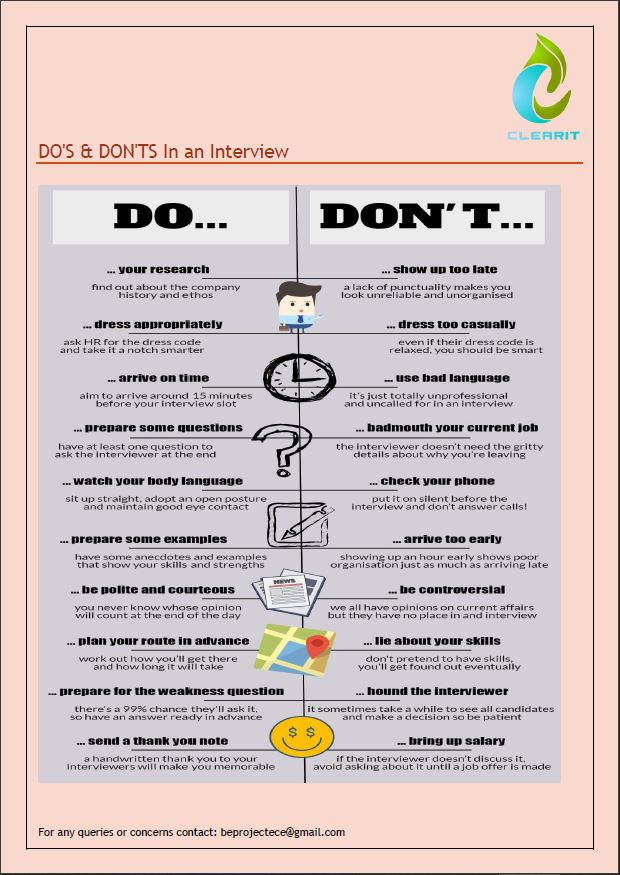 CLEARIT
DO'S & DON'TS In an Interview
DO...
... your research
find out about the company
history and ethos
... dress appropriately
ask HR for the dress code
and take it a notch smarter
... arrive on time
aim to arrive around 15 minutes
before your interview slot
... prepare some questions
have at least one question to
ask the interviewer at the end
... watch your body language
sit up straight, adopt an open posture
and maintain good eye contact
... prepare some examples
have some anecdotes and examples
that show your skills and strengths
... be polite and courteous
you never know whose opinion
will count at the end of the day
... plan your route in advance
work out how you'll get there
and how long it will take
... prepare for the weakness question
there's a 99% chance they'll ask it,
so have an answer ready in advance
... send a thank you note
a handwritten thank you to your
interviewers will make you memorable
DON'T...
... show up too late
a lack of punctuality makes you
look unreliable and unorganised
... dress too casually
even if their dress code is
relaxed, you should be smart
... use bad language
it's just totally unprofessional
and uncalled for in an interview
... badmouth your current job
the interviewer doesn't need the gritty
details about why you're leaving
... check your phone
put it on silent before the
interview and don't answer calls!
... arrive too early
showing up an hour early shows poor
organisation just as much as arriving late
... be controversial
we all have opinions on current affairs
but they have no place in and interview
... lie about your skills
don't pretend to have skills,
you'll get found out eventually
... hound the interviewer
it sometimes take a while to see all candidates
and make a decision so be patient
... bring up salary
if the interviewer doesn't discuss it,
avoid asking about it until a job offer is made
NEWS
$ $
For any queries or concerns contact: beprojectece@gmail.com